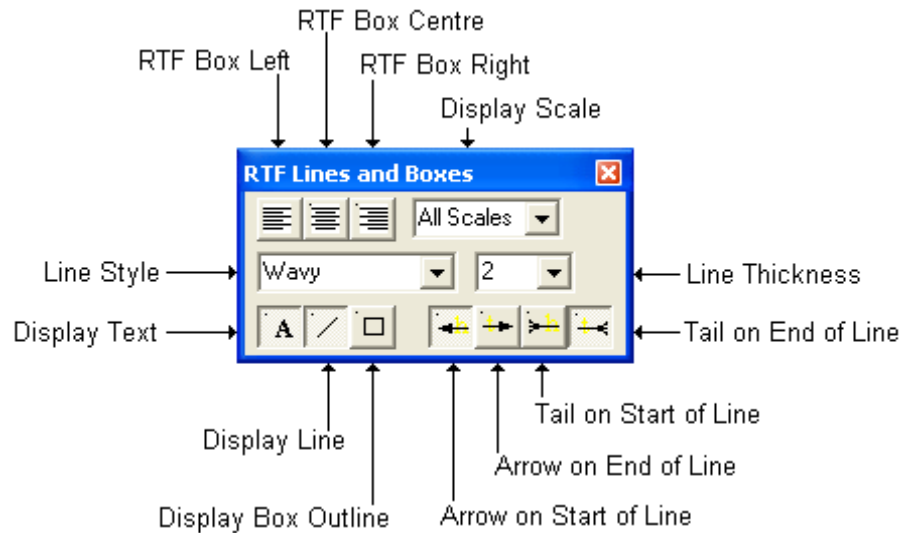 RTF Box Centre
RTF Box Left
RTF Box Right
Display Scale
RTF Lines and Boxes
All Scales
Line Style
Wavy
2
Line Thickness
Display Text
A
Tail on End of Line
Tail on Start of Line
Display Line
Arrow on End of Line
Display Box Outline
Arrow on Start of Line